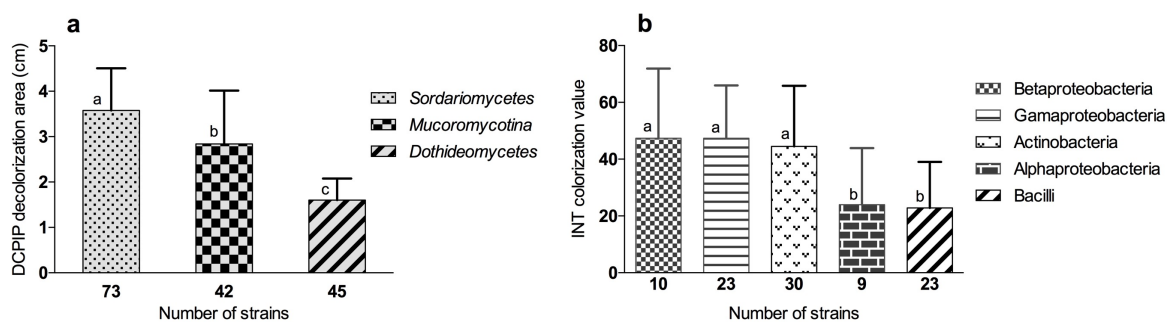 a
DCPIP decolorization area (cm)
5
4
3
2
1
0
a
b
c
73
42
45
Number of strains
Sordariomycetes
Mucoromycotina
Dothideomycetes
b
INT colorization value
80
60
40
20
0
a
a
a
b
b
10
23
30
9
23
Number of strains
Betaproteobacteria
Gamaproteobacteria
Actinobacteria
Alphaproteobacteria
Bacilli